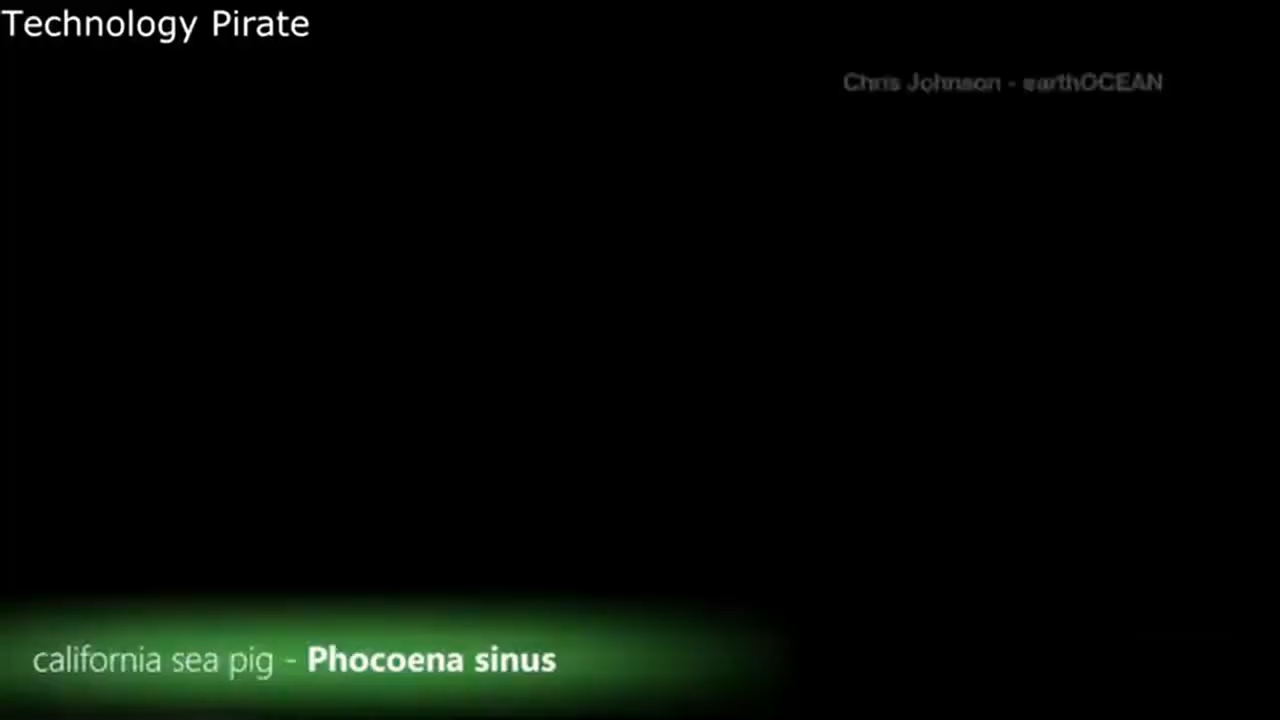 Technology Pirate
Chris Johnson - earthOCEAN
california sea pig - Phocoena sinus